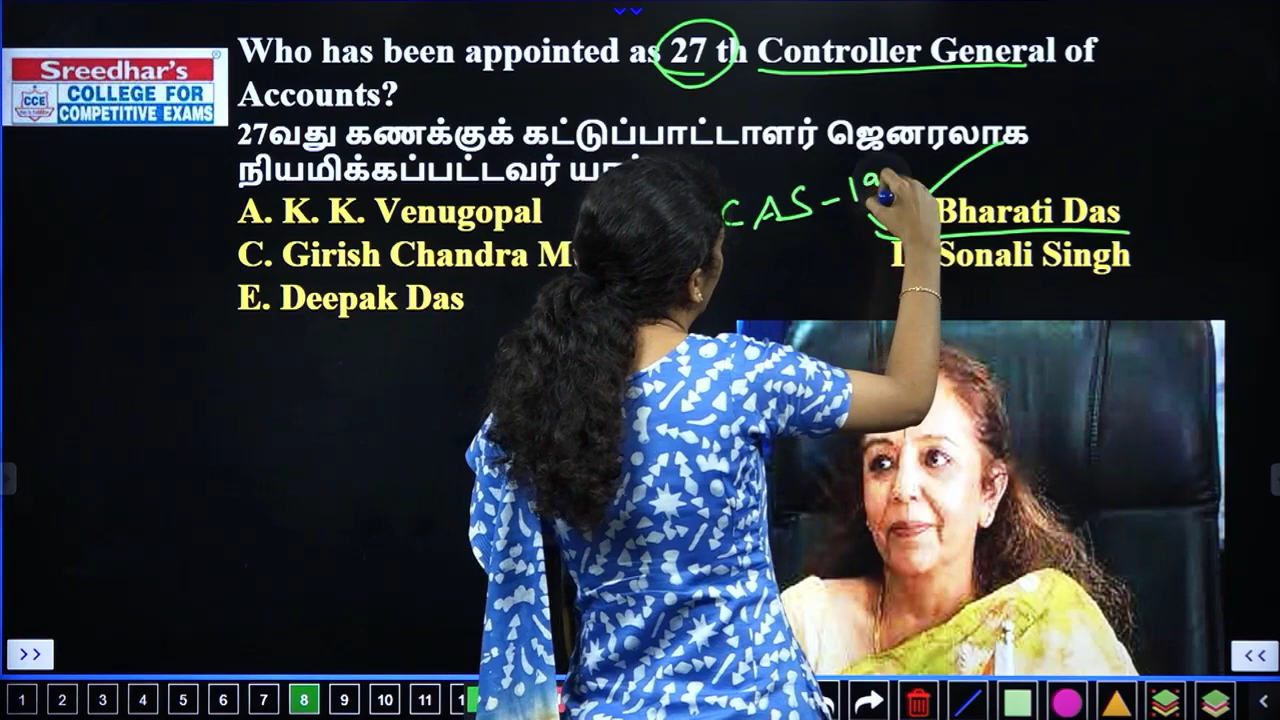 Who has been appointed as 27 th Controller General of
Accounts?
27வது கணக்குக் கட்டுப்பாட்டாளர் ஜெனரலாக
நியமிக்கப்பட்டவர்
A. K. K. Venugopal
Bharati Das
C. Girish Chandra
Sonali Singh
E. Deepak Das
CAS-19
Sreedhar's
CCE
COLLEGE FOR
COMPETITIVE EXAMS
>>
<<
1 2 3 4 5 6 7 8 9 10 11